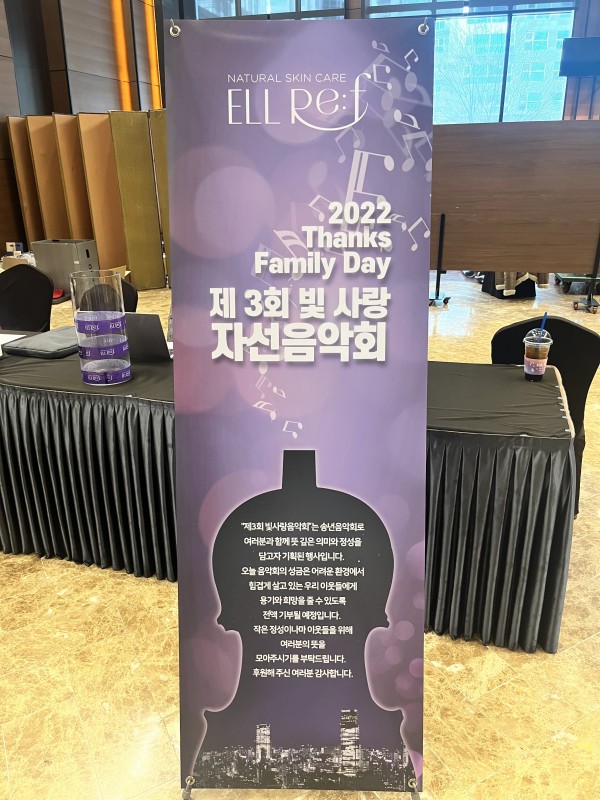 NATURAL SKIN CARE
ELL Re:f
2022
Thanks
Family Day
제 3회 빛 사랑
자선음악회
"제3회 빛사랑음악회"는 송년음악회로
여러분과 함께 뜻 깊은 의미와 정성을
담고자 기획된 행사입니다.
오늘 음악회의 성금은 어려운 환경에서
힘겹게 살고 있는 우리 이웃들에게
용기와 희망을 줄 수 있도록
전액 기부될 예정입니다.
작은 정성이나마 이웃들을 위해
여러분의 뜻을
모아주시기를 부탁드립니다.
후원해 주신 여러분 감사합니다.